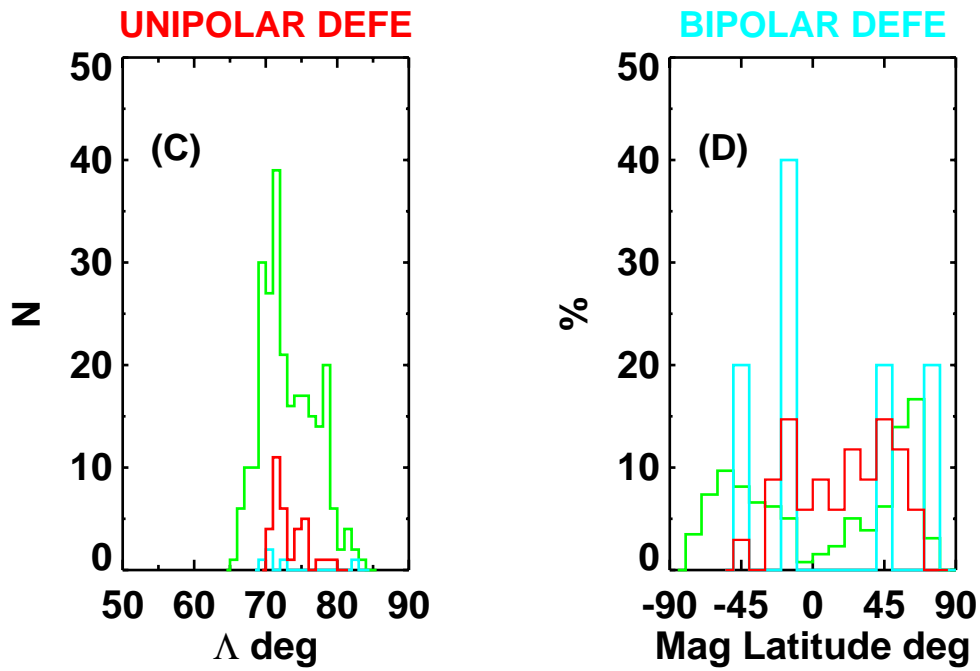 UNIPOLAR DEFE
BIPOLAR DEFE
(C)
N
50
40
30
20
10
0
50 60 70 80 90
Λ deg
(D)
%
50
40
30
20
10
0
-90 -45 0 45 90
Mag Latitude deg